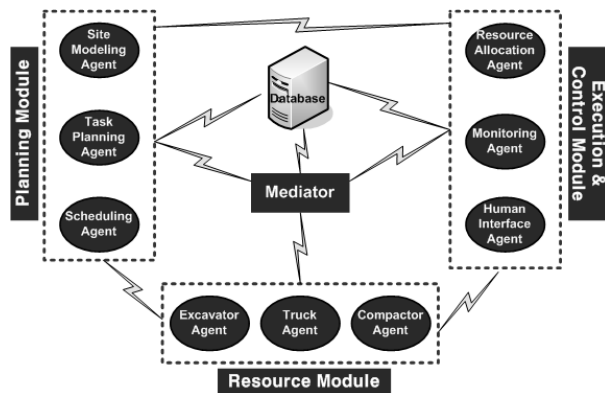 Planning Module
Site
Modeling
Agent
Task
Planning
Agent
Scheduling
Agent
Database
Mediator
Resource
Allocation
Agent
Monitoring
Agent
Human
Interface
Agent
Execution &
Control Module
Excavator
Agent
Truck
Agent
Compactor
Agent
Resource Module